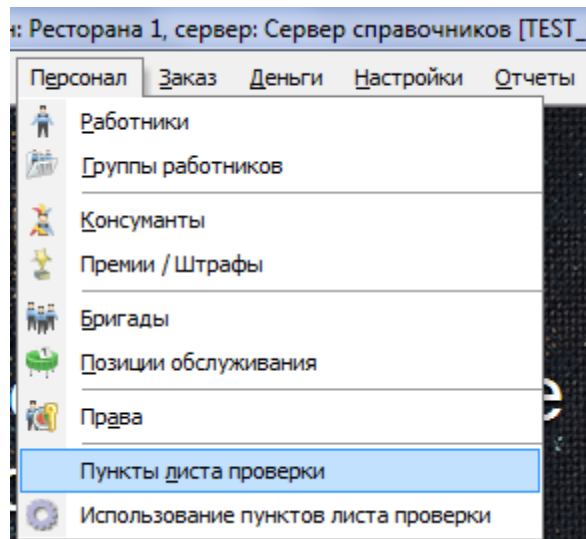 : Ресторана 1, сервер: Сервер справочников [TEST_
Персонал Заказ Деньги Настройки Отчеты
Работники
Группы работников
Консуманты
Премии / Штрафы
Бригады
Позиции обслуживания
Права
Пункты листа проверки
Использование пунктов листа проверки